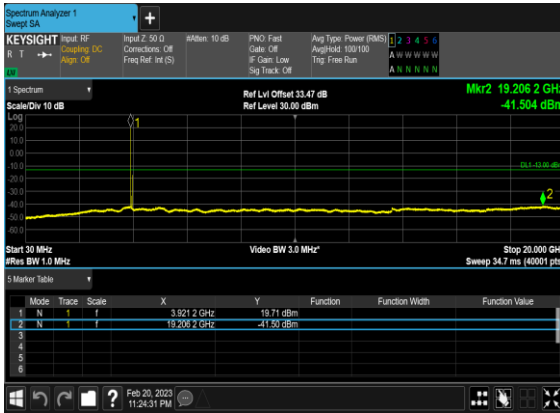 Spectrum Analyzer 1
Swept SA
+
KEYSIGHT Input: RF Input Z: 50 Ω #Atten: 10 dB PNO: Fast Avg Type: Power (RMS) 1 2 3 4 5 6
R T Coupling: DC Corrections: Off Gate: Off Avg|Hold: 100/100 A W W W W W
Align: Off Freq Ref: Int (S) IF Gain: Low Trig: Free Run
Sig Track: Off A N N N N N
1 Spectrum
Scale/Div 10 dB
Ref Lvl Offset 33.47 dB
Ref Level 30.00 dBm
Mkr2 19.206 2 GHz
-41.504 dBm
Log
20.0
10.0
0.00
-10.0
-20.0
-30.0
-40.0
-50.0
-60.0
1
DL1 -13.00 dBm
2
Start 30 MHz Video BW 3.0 MHz* Stop 20.000 GHz
#Res BW 1.0 MHz Sweep 34.7 ms (40001 pts)
5 Marker Table
Mode Trace Scale X Y Function Function Width Function Value
1 N 1 f 3.921 2 GHz 19.71 dBm
2 N 1 f 19.206 2 GHz -41.50 dBm
3
4
5
6
? Feb 20, 2023
11:24:31 PM